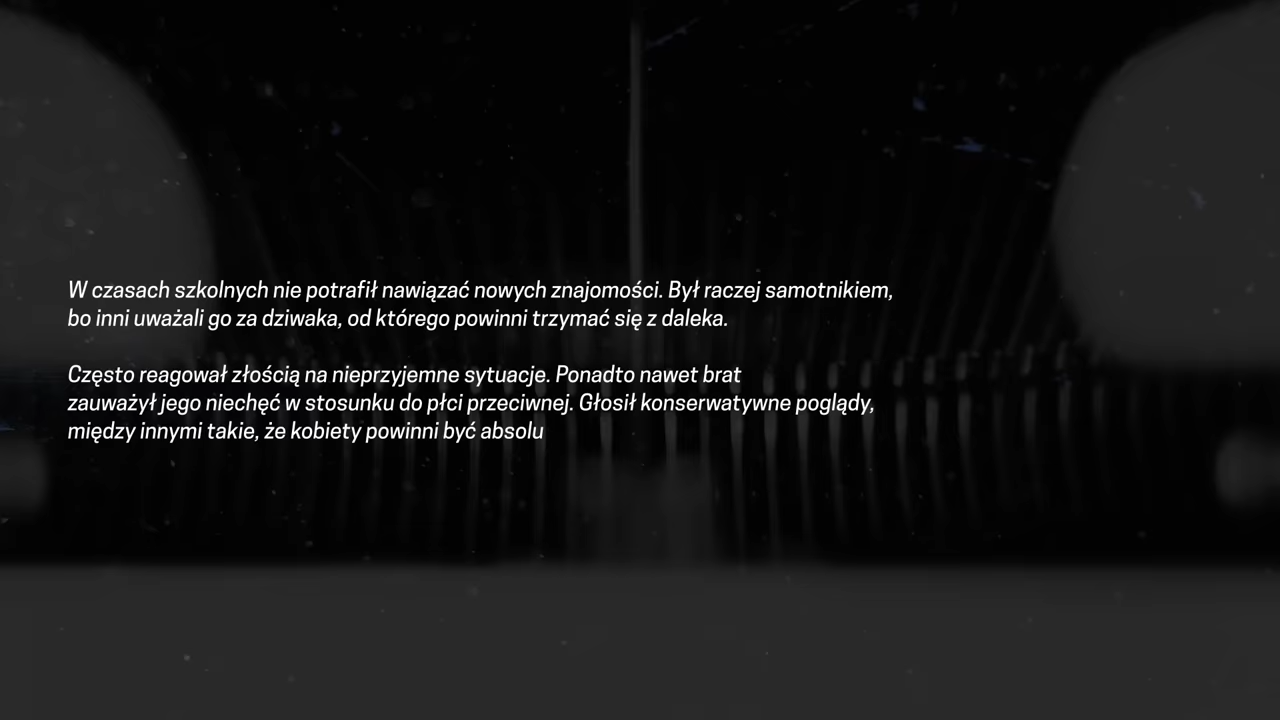 W czasach szkolnych nie potrafił nawiązać nowych znajomości. Był raczej samotnikiem,
bo inni uważali go za dziwaka, od którego powinni trzymać się z daleka.
Często reagował złością na nieprzyjemne sytuacje. Ponadto nawet brat
zauważył jego niechęć w stosunku do płci przeciwnej. Głosił konserwatywne poglądy,
między innymi takie, że kobiety powinni być absolu